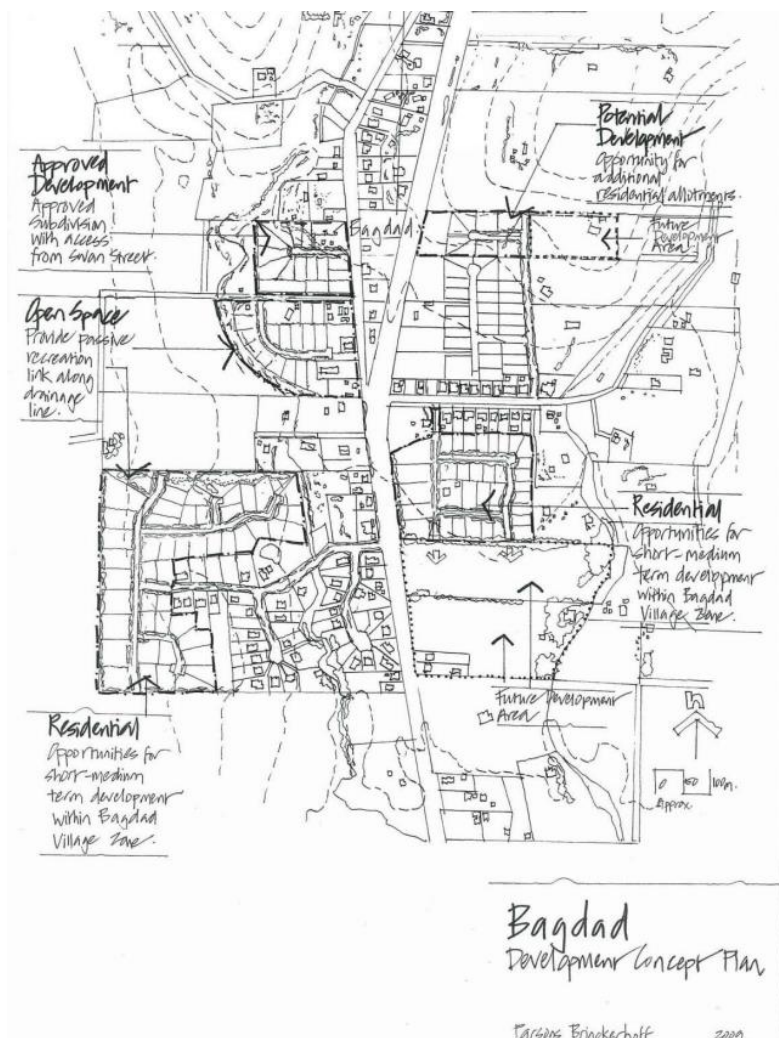 Approved
Development
Approved
Subdivision
with access
from Swan Street.
Open Space
Provide passive
recreation
link along
drainage
line.
Bagdad
Potential
Development
Opportunity for
additional
residential allotments.
Future
Development
Area
Residential
Opportunities for
short-medium
term development
within Bagdad
Village Zone.
Future Development
Area
Residential
Opportunities for
short-medium
term development
within Bagdad
Village Zone.
0 50 100m.
Approx.
Bagdad
Development Concept Plan
Parsons Brinckerhoff 2009